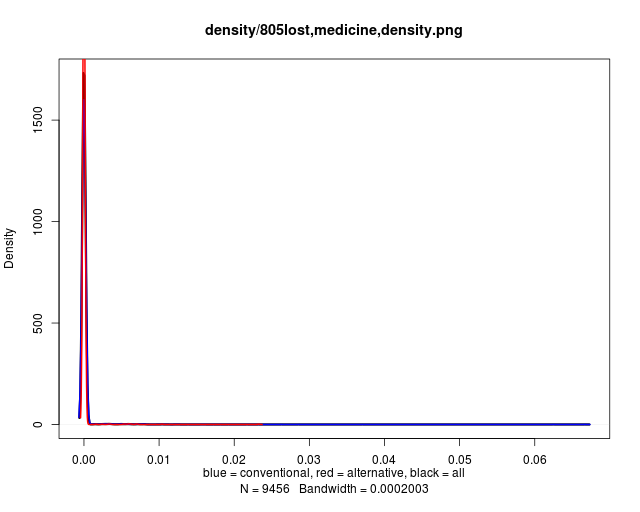 density/805lost,medicine,density.png
Density
1500
1000
500
0
0.00 0.01 0.02 0.03 0.04 0.05 0.06
blue = conventional, red = alternative, black = all
N = 9456 Bandwidth = 0.0002003